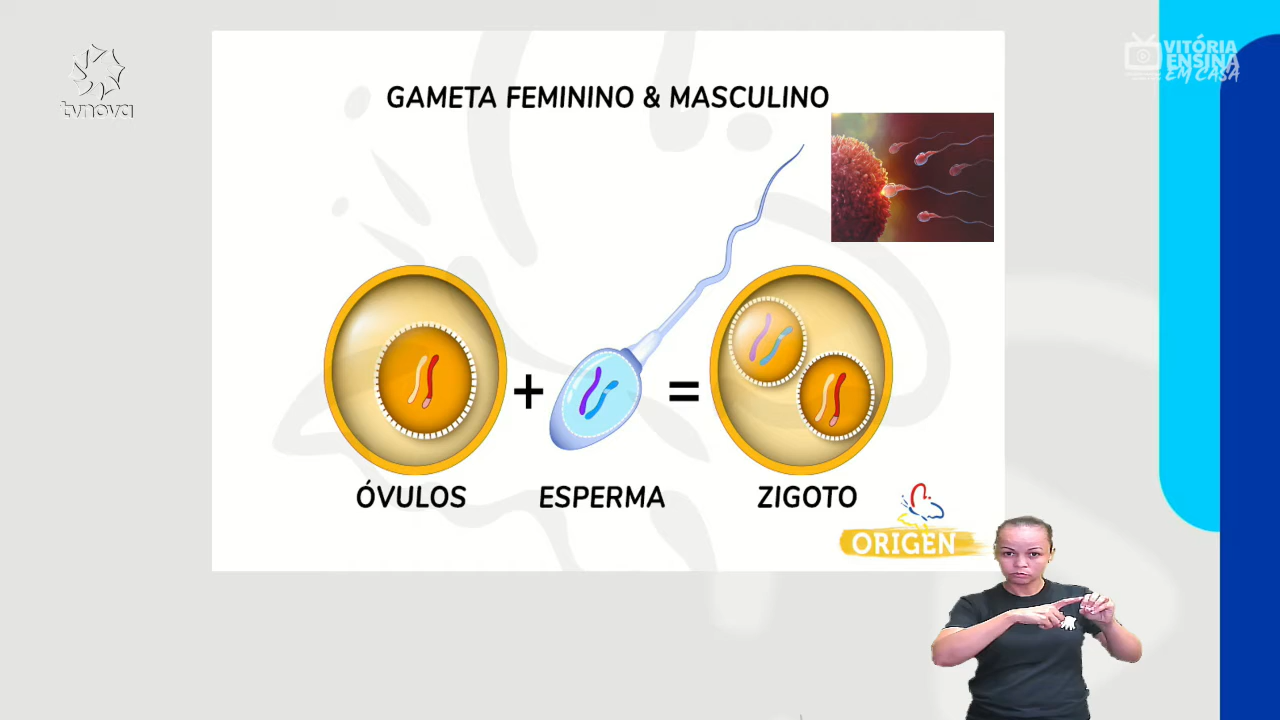 tvnova
VITÓRIA
ENSINA
EM CASA
GAMETA FEMININO & MASCULINO
+
=
ÓVULOS
ESPERMA
ZIGOTO
ORIGEN